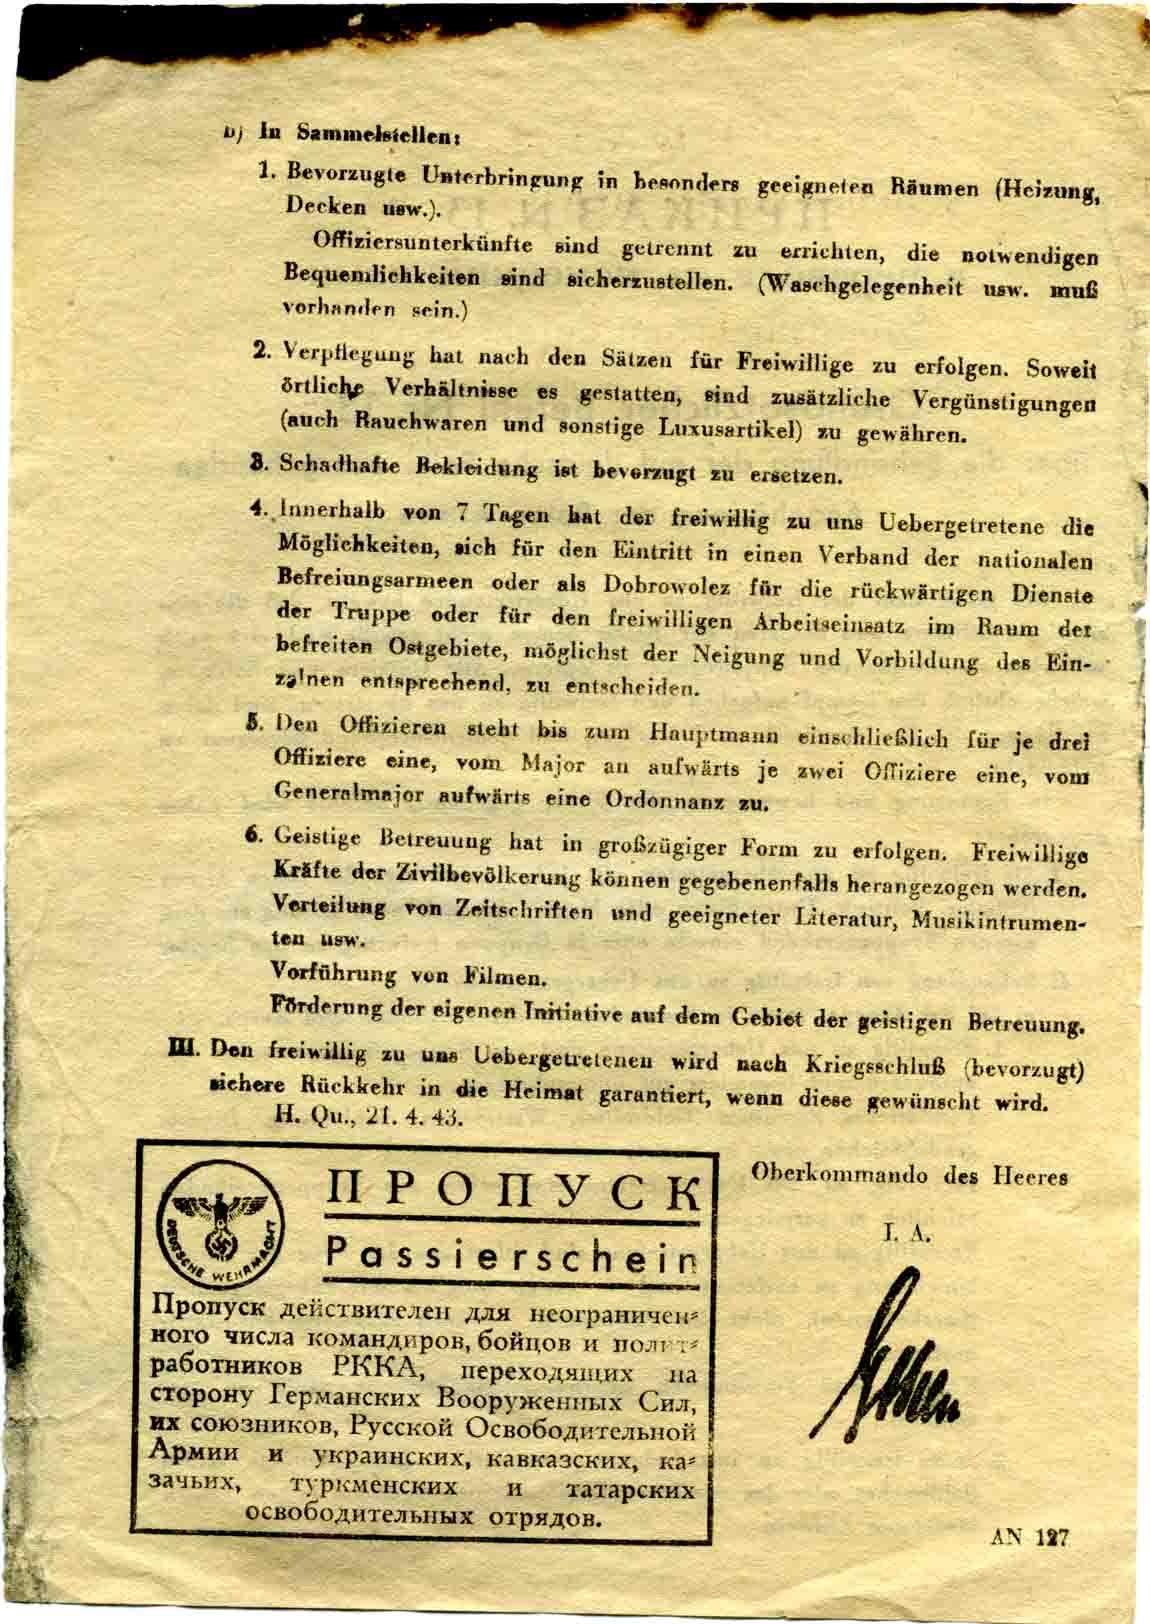 b) In Sammelstellen:
1. Bevorzugte Unterbringung in besonders geeigneten Räumen (Heizung,
Decken usw.).
Offiziersunterkünfte sind getrennt zu errichten, die notwendigen
Bequemlichkeiten sind sicherzustellen. (Waschgelegenheit usw. muß
vorhanden sein.)
2. Verpflegung hat nach den Sätzen für Freiwillige zu erfolgen. Soweit
örtliche Verhältnisse es gestatten, sind zusätzliche Vergünstigungen
(auch Rauchwaren und sonstige Luxusartikel) zu gewähren.
3. Schadhafte Bekleidung ist bevorzugt zu ersetzen.
4. Innerhalb von 7 Tagen hat der freiwillig zu uns Uebergetretene die
Möglichkeiten, sich für den Eintritt in einen Verband der nationalen
Befreiungsarmeen oder als Dobrowolez für die rückwärtigen Dienste
der Truppe oder für den freiwilligen Arbeitseinsatz im Raum der
befreiten Ostgebiete, möglichst der Neigung und Vorbildung des Ein-
zelnen entsprechend, zu entscheiden.
5. Den Offizieren steht bis zum Hauptmann einschließlich für je drei
Offiziere eine, vom Major an aufwärts je zwei Offiziere eine, vom
Generalmajor aufwärts eine Ordonnanz zu.
6. Geistige Betreuung hat in großzügiger Form zu erfolgen. Freiwillige
Kräfte der Zivilbevölkerung können gegebenenfalls herangezogen werden.
Verteilung von Zeitschriften und geeigneter Literatur, Musikintrumen-
ten usw.
Vorführung von Filmen.
Förderung der eigenen Initiative auf dem Gebiet der geistigen Betreuung.
III. Den freiwillig zu uns Uebergetretenen wird nach Kriegsschluß (bevorzugt)
sichere Rückkehr in die Heimat garantiert, wenn diese gewünscht wird.
H. Qu., 21. 4. 43.
Oberkommando des Heeres
I. A.
DEUTSCHE WEHRMACHT
ПРОПУСК
Passierschein
Пропуск действителен для неограничен-
ного числа командиров, бойцов и полит-
работников РККА, переходящих на
сторону Германских Вооруженных Сил,
их союзников, Русской Освободительной
Армии и украинских, кавказских, ка-
зачьих, туркменских и татарских
освободительных отрядов.
AN 127